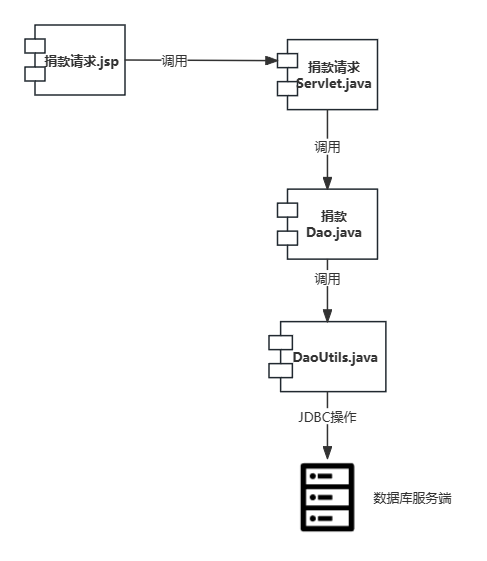 捐款请求.jsp
调用
捐款请求
Servlet.java
调用
捐款
Dao.java
调用
DaoUtils.java
JDBC操作
数据库服务端